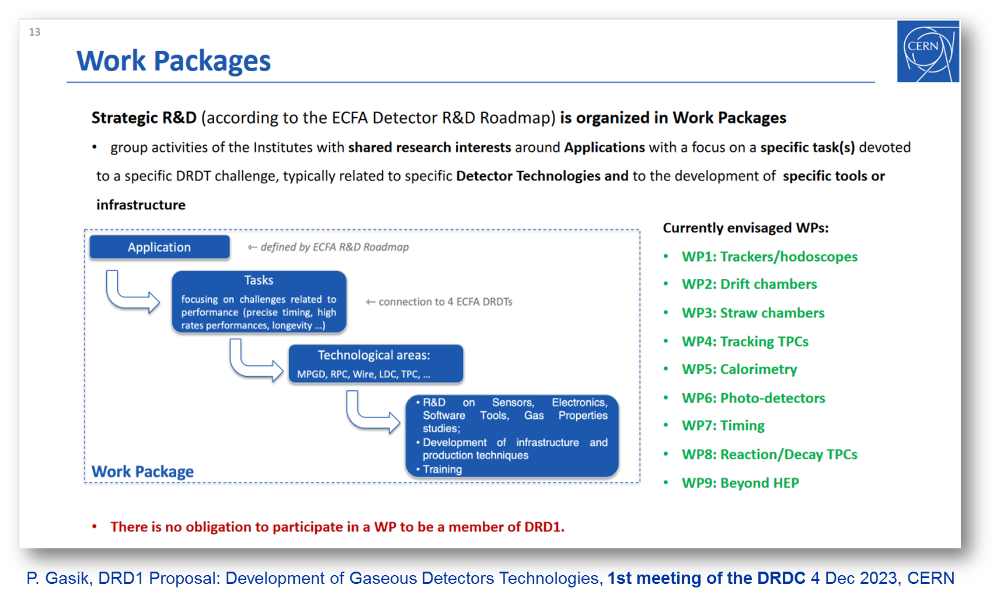 13
CERN
Work Packages
Strategic R&D (according to the ECFA Detector R&D Roadmap) is organized in Work Packages
• group activities of the Institutes with shared research interests around Applications with a focus on a specific task(s) devoted
to a specific DRDT challenge, typically related to specific Detector Technologies and to the development of specific tools or
infrastructure
Application
← defined by ECFA R&D Roadmap
Tasks
focusing on challenges related to
performance (precise timing, high
rates performances, longevity ...)
← connection to 4 ECFA DRDTs
Technological areas:
MPGD, RPC, Wire, LDC, TPC, ...
• R&D on Sensors, Electronics,
Software Tools, Gas Properties
studies;
• Development of infrastructure and
production techniques
• Training
Work Package
Currently envisaged WPs:
• WP1: Trackers/hodoscopes
• WP2: Drift chambers
• WP3: Straw chambers
• WP4: Tracking TPCs
• WP5: Calorimetry
• WP6: Photo-detectors
• WP7: Timing
• WP8: Reaction/Decay TPCs
• WP9: Beyond HEP
• There is no obligation to participate in a WP to be a member of DRD1.
P. Gasik, DRD1 Proposal: Development of Gaseous Detectors Technologies, 1st meeting of the DRDC 4 Dec 2023, CERN